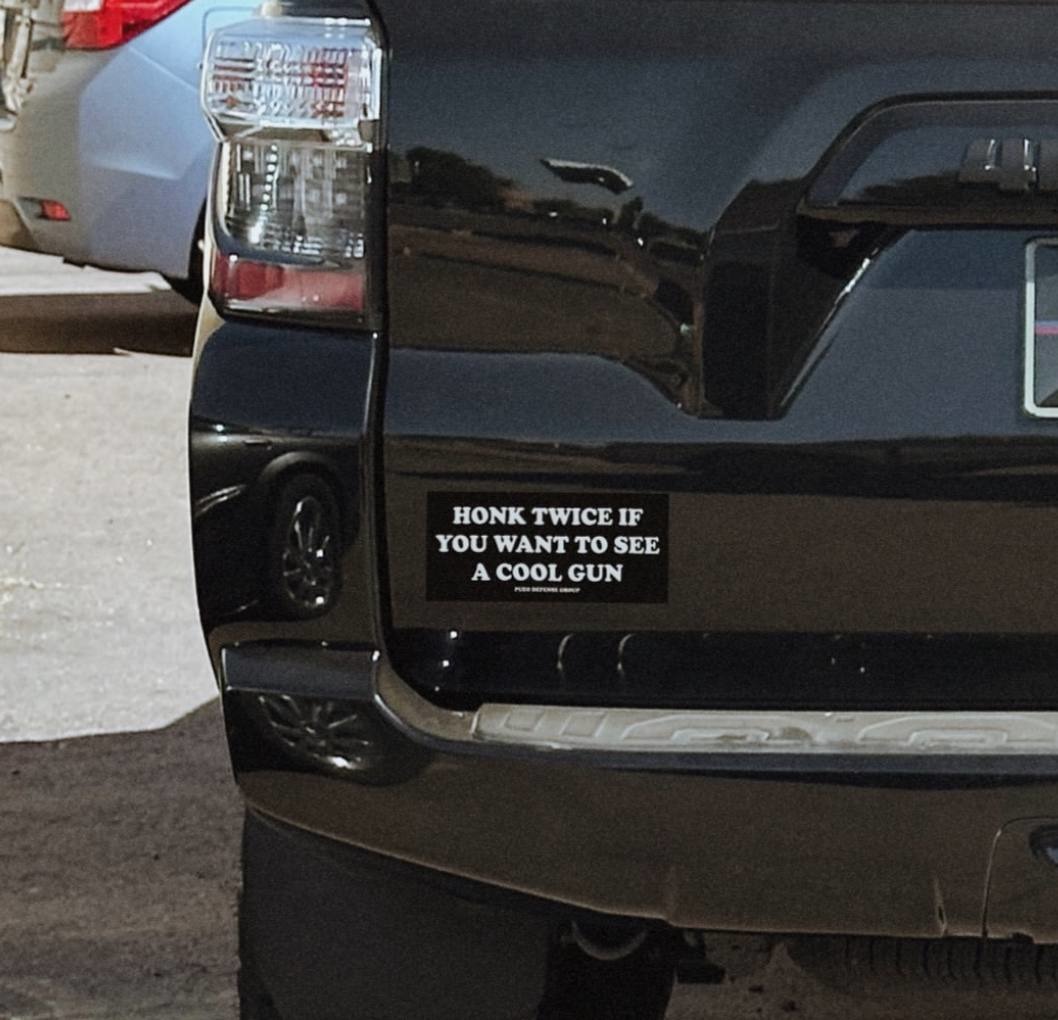 HONK TWICE IF
YOU WANT TO SEE
A COOL GUN